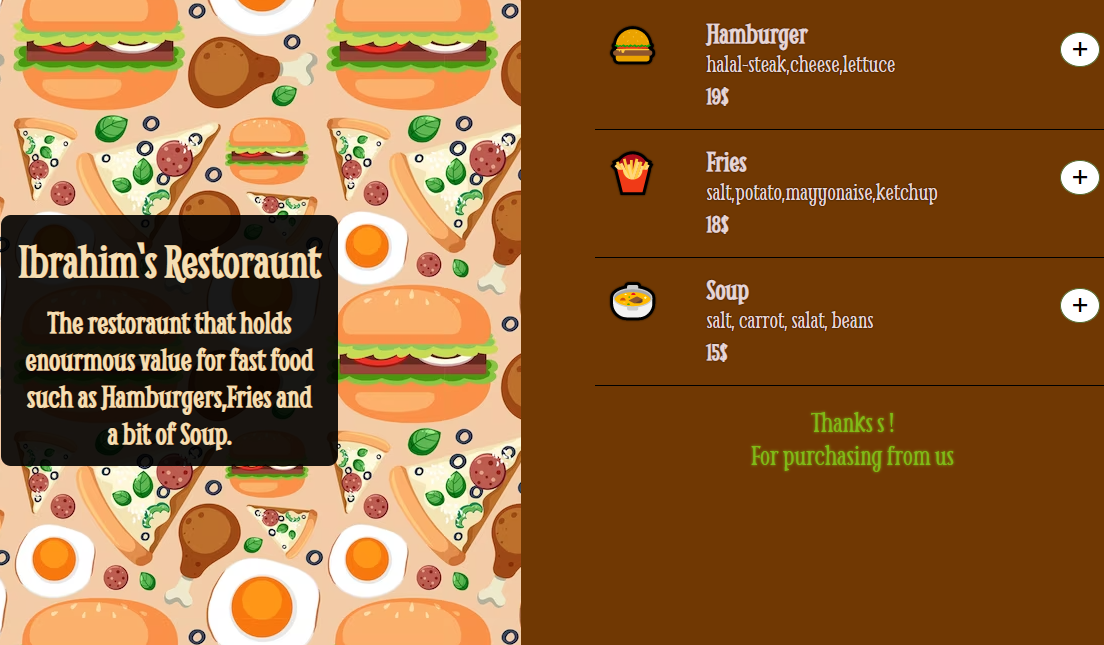 Ibrahim's Restoraunt
The restoraunt that holds
enourmous value for fast food
such as Hamburgers,Fries and
a bit of Soup.
Hamburger
halal-steak,cheese,lettuce
19$
+
Fries
salt,potato,mayyonaise,ketchup
18$
+
Soup
salt, carrot, salat, beans
15$
+
Thanks s !
For purchasing from us